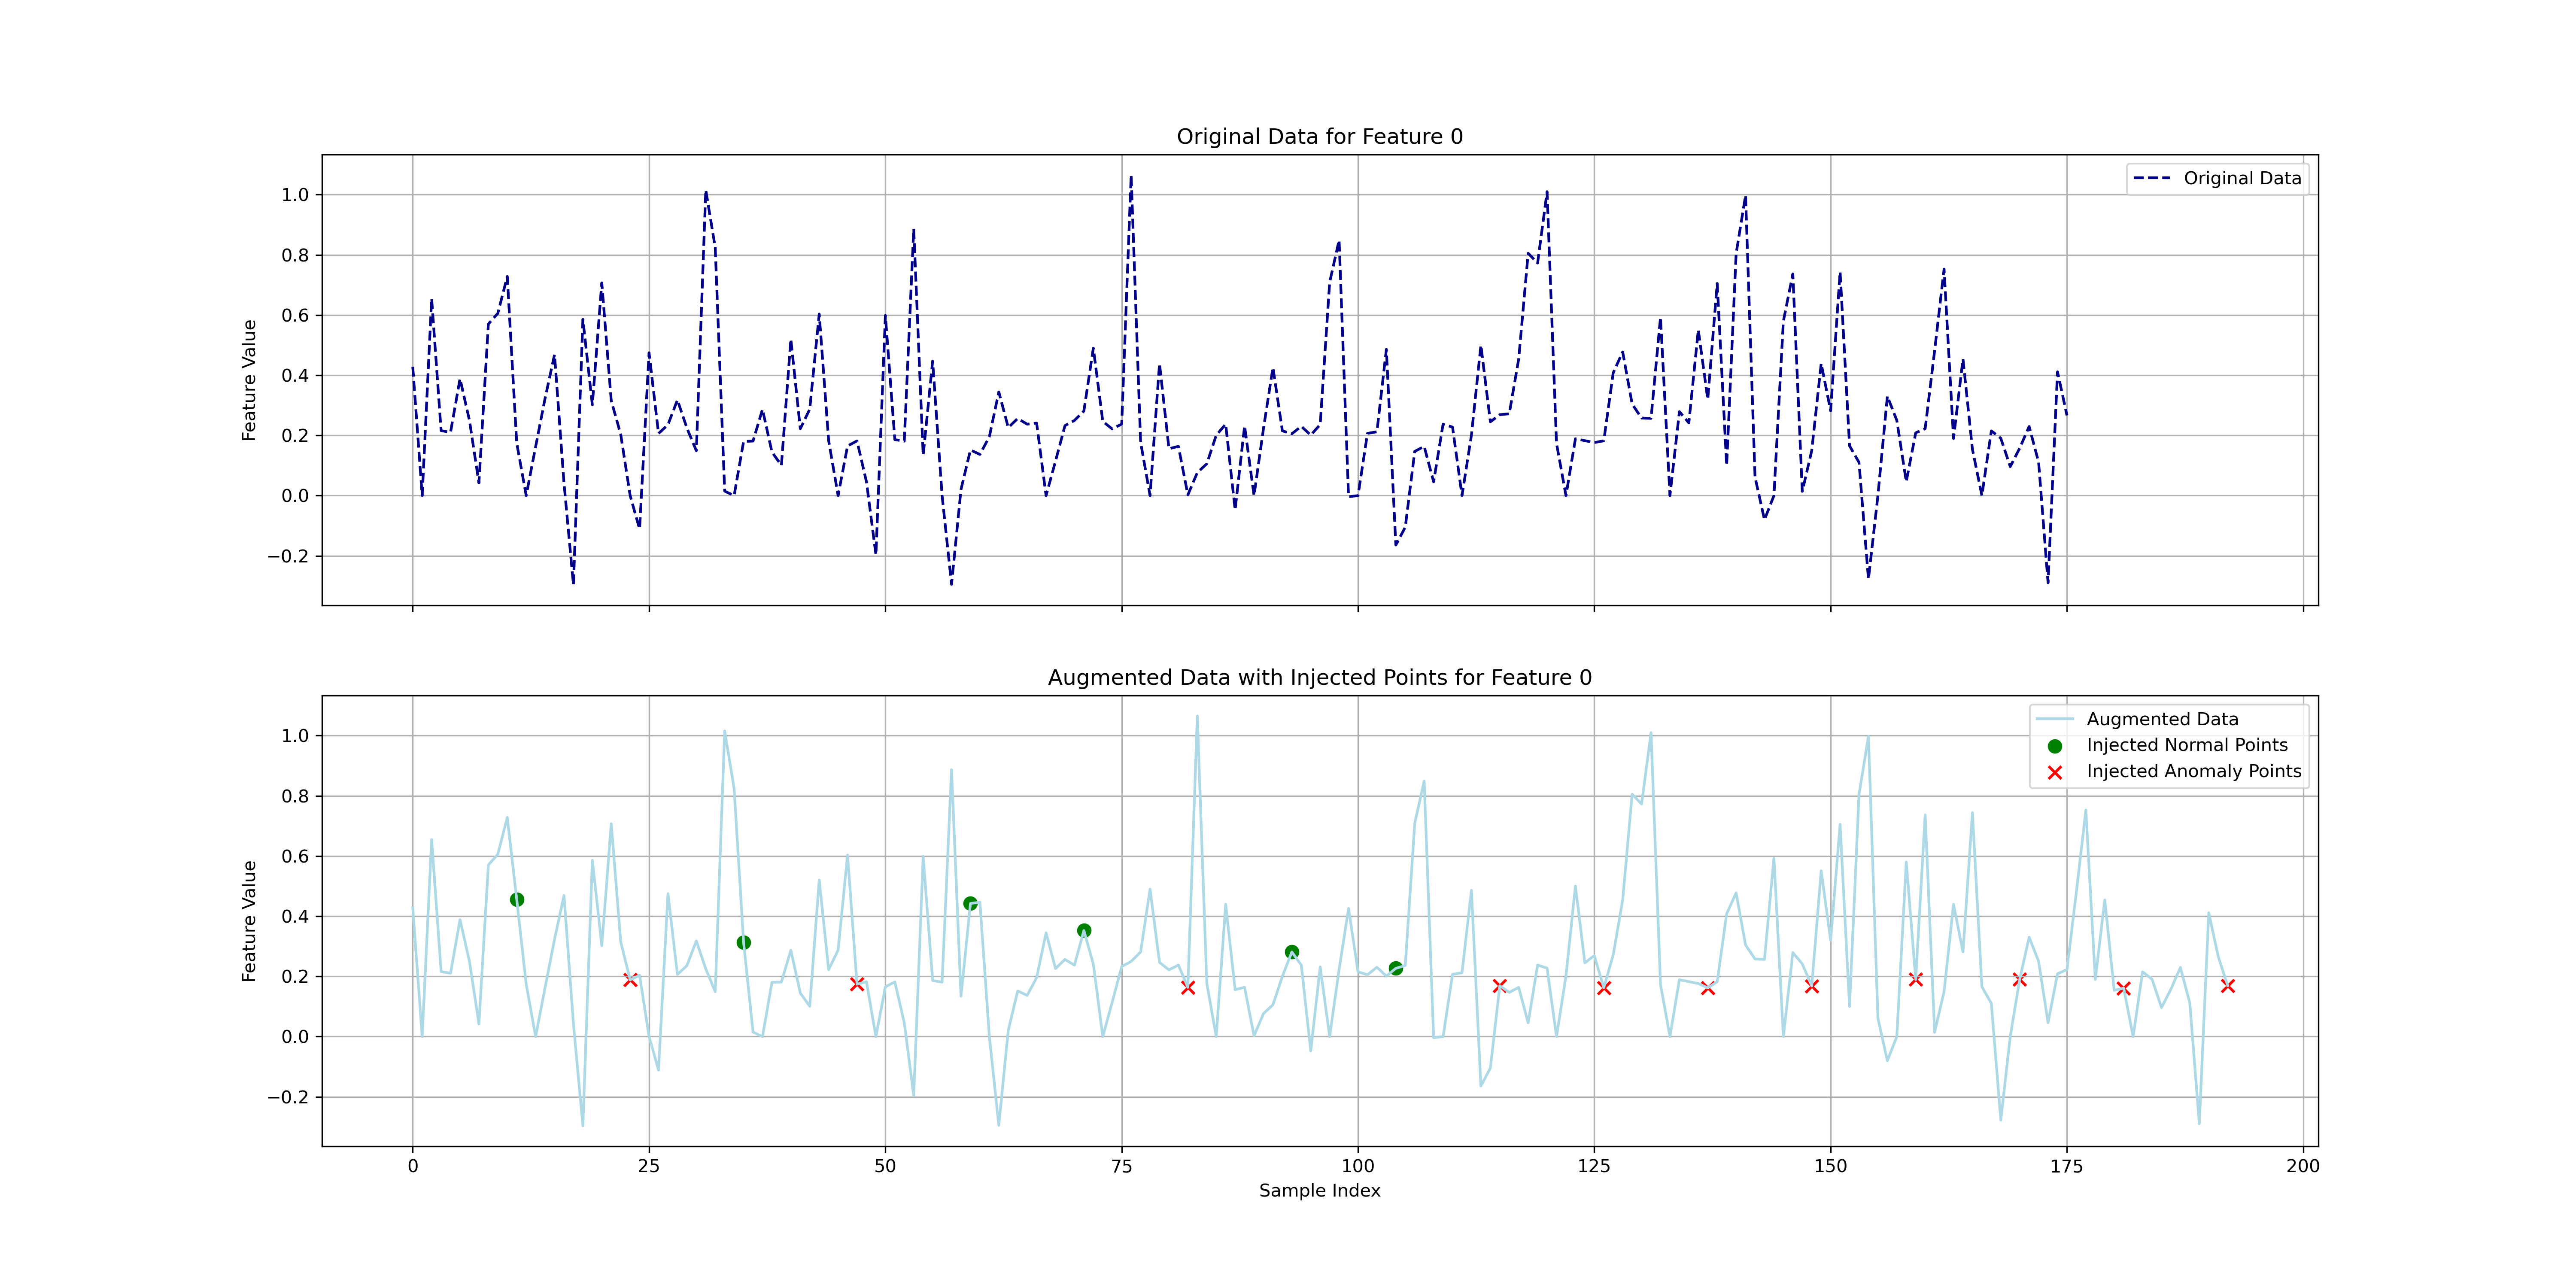 Original Data for Feature 0
1.0
0.8
0.6
0.4
0.2
0.0
−0.2
Feature Value
Original Data
Augmented Data with Injected Points for Feature 0
1.0
0.8
0.6
0.4
0.2
0.0
−0.2
Feature Value
Augmented Data
Injected Normal Points
Injected Anomaly Points
0 25 50 75 100 125 150 175 200
Sample Index